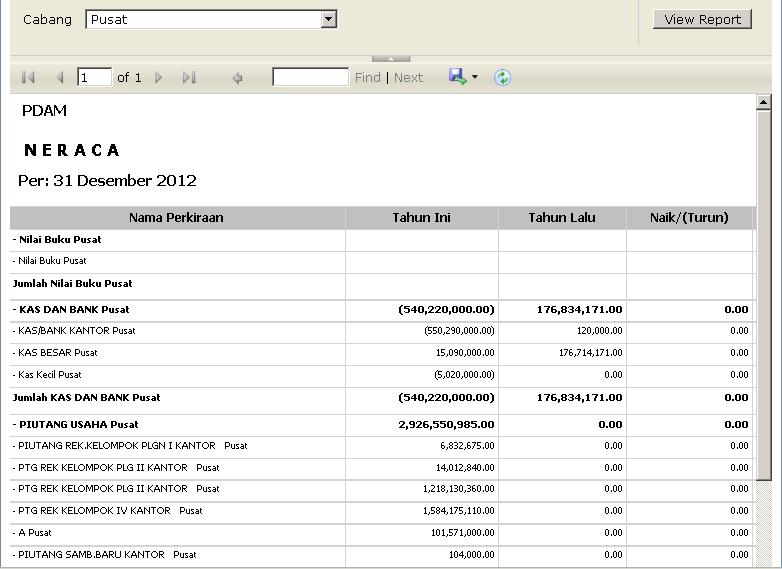 Cabang Pusat View Report
1 of 1 Find | Next
PDAM
N E R A C A
Per: 31 Desember 2012
Nama Perkiraan Tahun Ini Tahun Lalu Naik/(Turun)
- Nilai Buku Pusat
- Nilai Buku Pusat
Jumlah Nilai Buku Pusat
- KAS DAN BANK Pusat (540,220,000.00) 176,834,171.00 0.00
- KAS/BANK KANTOR Pusat (550,290,000.00) 120,000.00 0.00
- KAS BESAR Pusat 15,090,000.00 176,714,171.00 0.00
- Kas Kecil Pusat (5,020,000.00) 0.00 0.00
Jumlah KAS DAN BANK Pusat (540,220,000.00) 176,834,171.00 0.00
- PIUTANG USAHA Pusat 2,926,550,985.00 0.00 0.00
- PIUTANG REK.KELOMPOK PLGN I KANTOR Pusat 6,832,675.00 0.00 0.00
- PTG REK KELOMPOK PLG II KANTOR Pusat 14,012,840.00 0.00 0.00
- PTG REK KELOMPOK PLG II KANTOR Pusat 1,218,130,360.00 0.00 0.00
- PTG REK KELOMPOK IV KANTOR Pusat 1,584,175,110.00 0.00 0.00
- A Pusat 101,571,000.00 0.00 0.00
- PIUTANG SAMB.BARU KANTOR Pusat 104,000.00 0.00 0.00